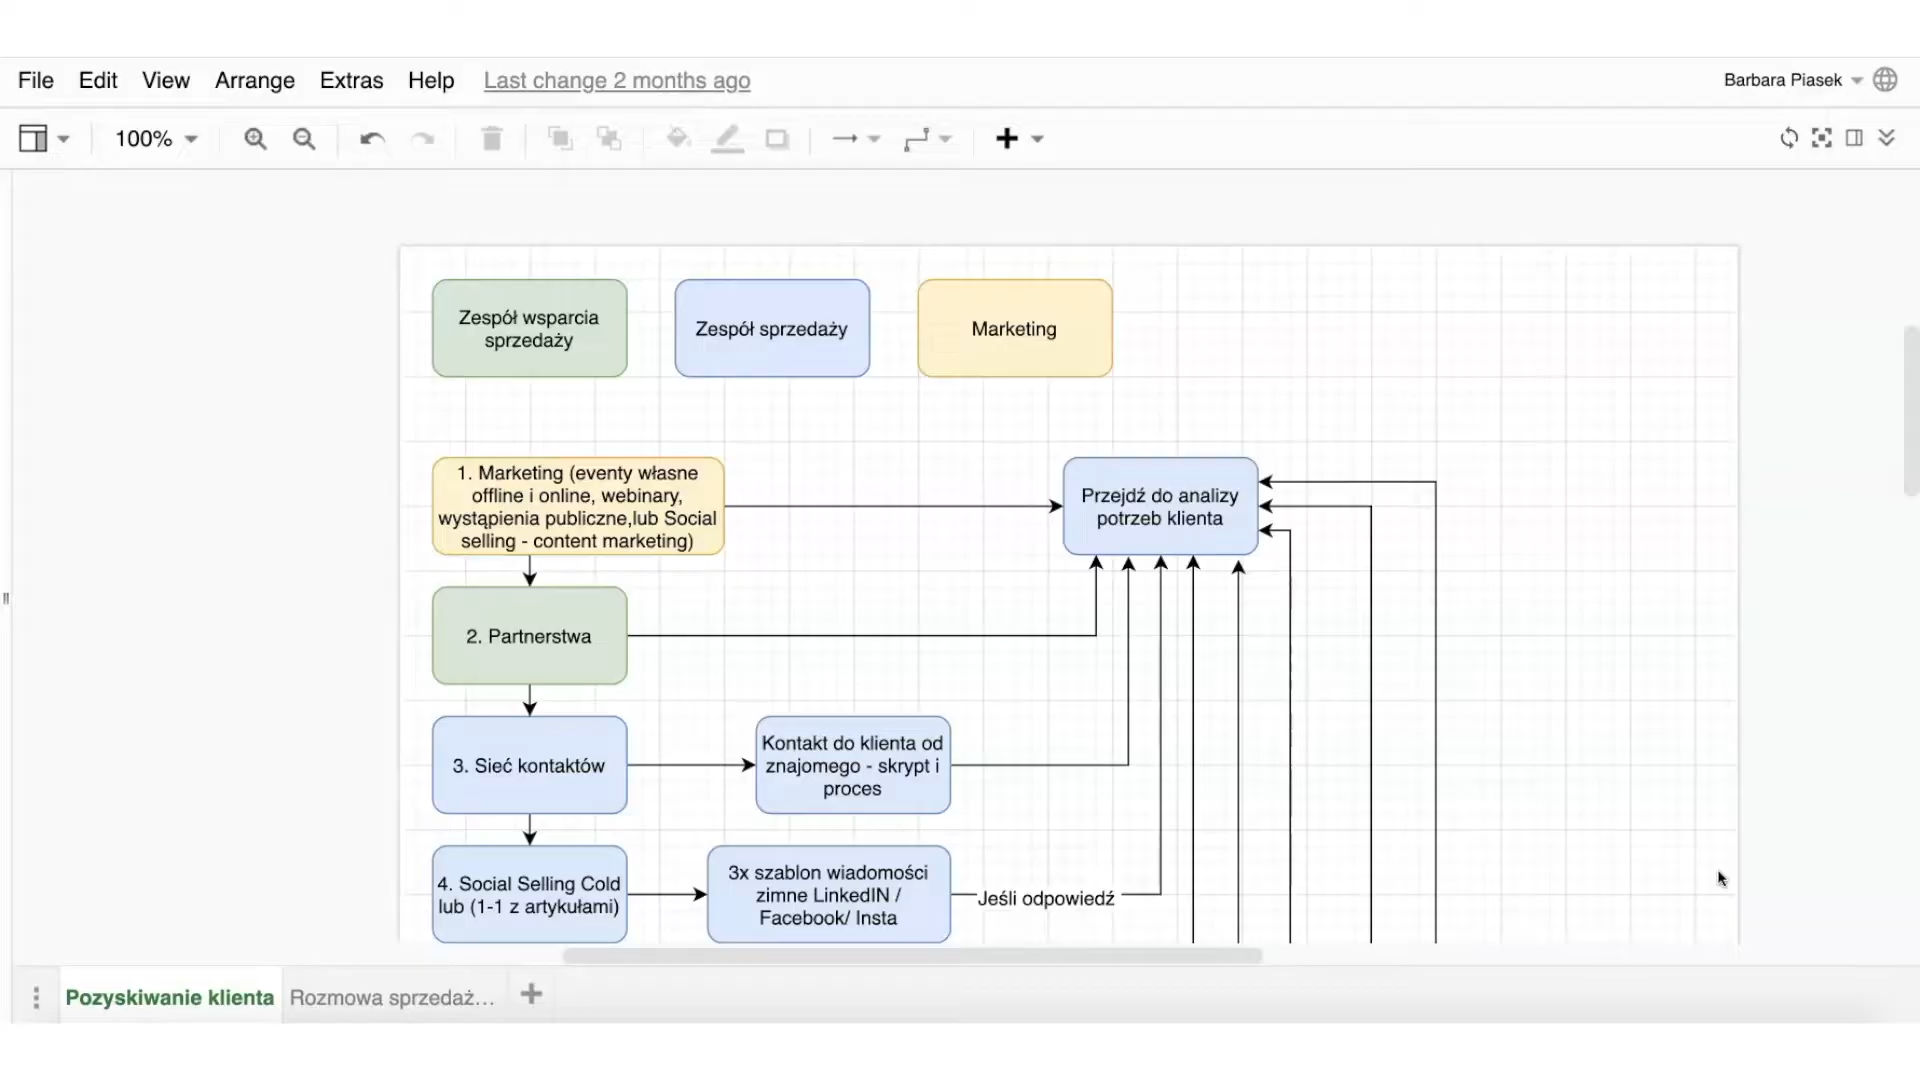 File Edit View Arrange Extras Help Last change 2 months ago
Barbara Piasek
100%
Zespół wsparcia
sprzedaży
Zespół sprzedaży
Marketing
1. Marketing (eventy własne
offline i online, webinary,
wystąpienia publiczne,lub Social
selling - content marketing)
Przejdź do analizy
potrzeb klienta
2. Partnerstwa
3. Sieć kontaktów
Kontakt do klienta od
znajomego - skrypt i
proces
4. Social Selling Cold
lub (1-1 z artykułami)
3x szablon wiadomości
zimne LinkedIN /
Facebook/ Insta
Jeśli odpowiedź
Pozyskiwanie klienta
Rozmowa sprzedaż...